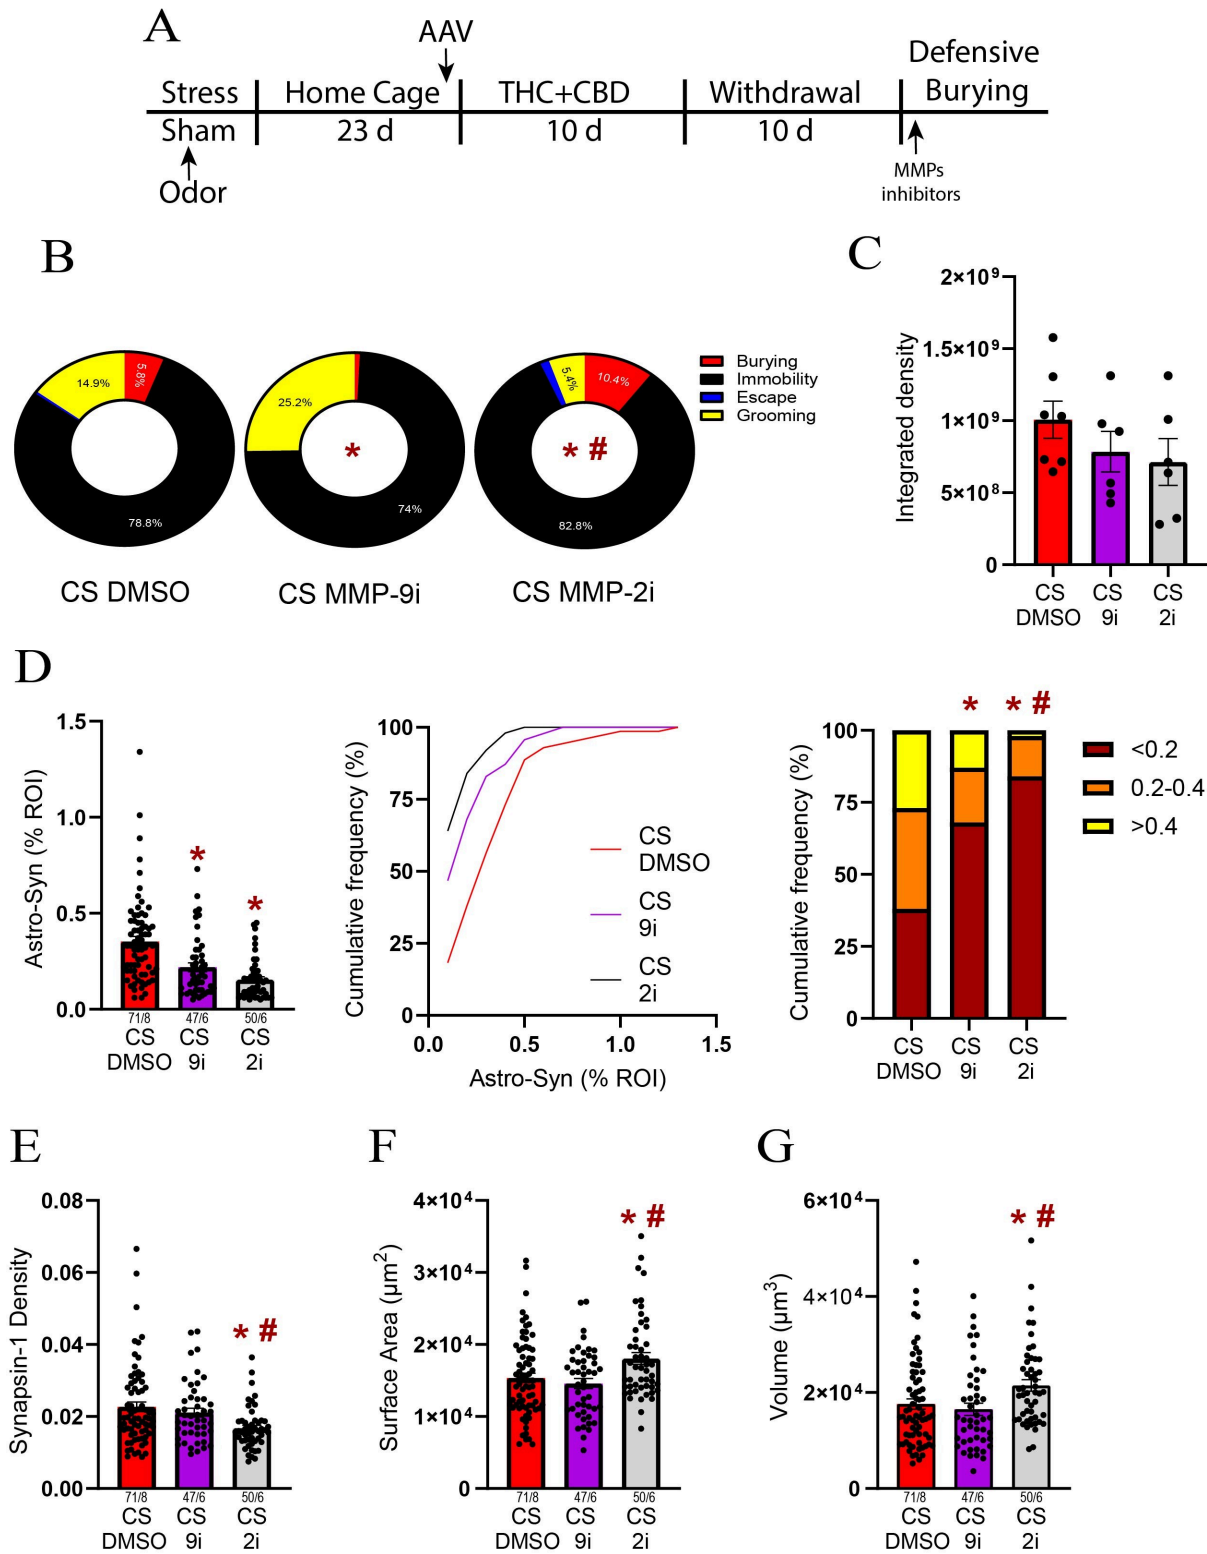 A
AAV
Stress Home Cage THC+CBD Withdrawal Defensive Burying
Sham 23 d 10 d 10 d
Odor
MMPs
inhibitors
B
5.8%
14.9%
78.8%
CS DMSO
25.2%
*
74%
CS MMP-9i
5.4%
10.4%
* #
82.8%
CS MMP-2i
Burying
Immobility
Escape
Grooming
C
Integrated density
2×10⁹
1.5×10⁹
1×10⁹
5×10⁸
0
CS CS CS
DMSO 9i 2i
D
Astro-Syn (% ROI)
1.5
1.0
0.5
0.0
* *
71/8 47/6 50/6
CS CS CS
DMSO 9i 2i
Cumulative frequency (%)
100
75
50
25
0
0.0 0.5 1.0 1.5
Astro-Syn (% ROI)
CS
DMSO
CS
9i
CS
2i
Cumulative frequency (%)
100
75
50
25
0
* * #
CS CS CS
DMSO 9i 2i
<0.2
0.2-0.4
>0.4
E
Synapsin-1 Density
0.08
0.06
0.04
0.02
0.00
* #
71/8 47/6 50/6
CS CS CS
DMSO 9i 2i
F
Surface Area (µm²)
4×10⁴
3×10⁴
2×10⁴
1×10⁴
0
* #
71/8 47/6 50/6
CS CS CS
DMSO 9i 2i
G
Volume (µm³)
6×10⁴
4×10⁴
2×10⁴
0
* #
71/8 47/6 50/6
CS CS CS
DMSO 9i 2i